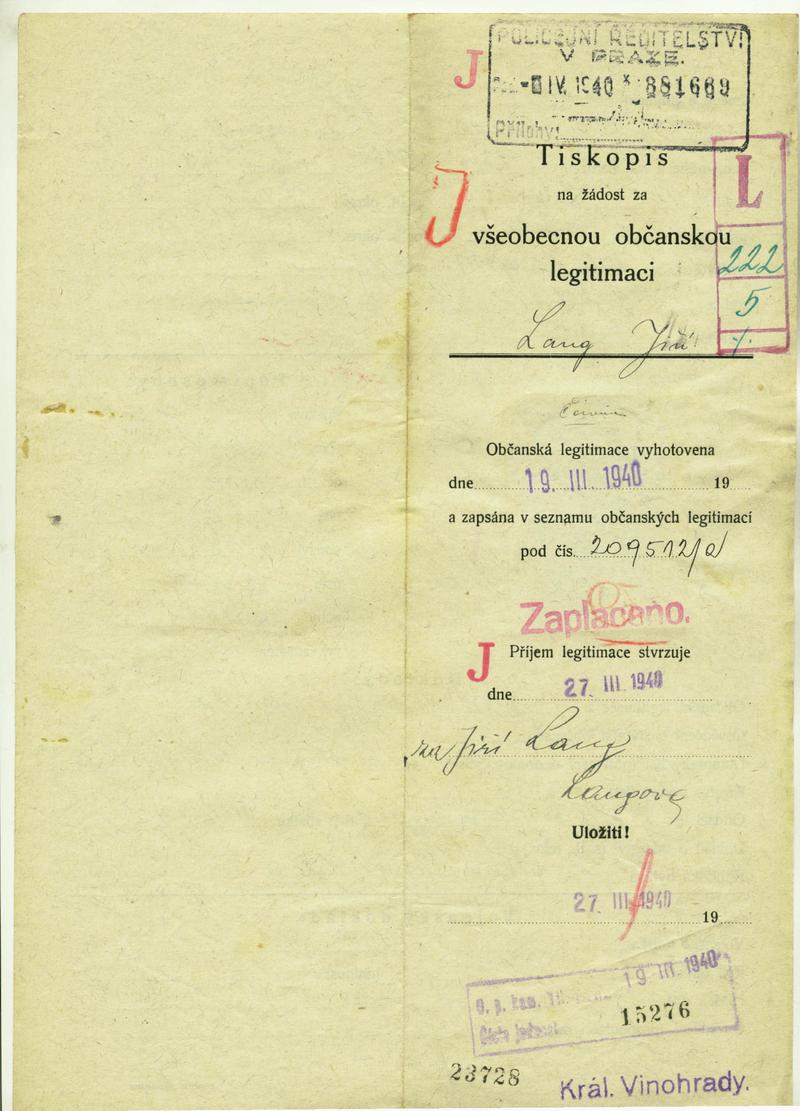 POLICEJNÍ ŘEDITELSTVÍ
V PRAZE.
IV. 1940 * 881669
Přílohy:
J
Tiskopis
L
na žádost za
J
všeobecnou občanskou
222
legitimaci
5
Lang Jiří
Občanská legitimace vyhotovena
dne 19. III. 1940 19
a zapsána v seznamu občanských legitimací
pod čís. 209512/
Zaplaceno.
J
Příjem legitimace stvrzuje
dne 27. III. 1940
za Jiří Lang
Langová
Uložiti!
27. III. 1940 19
19 III. 1940
15276
23728
Král. Vinohrady.